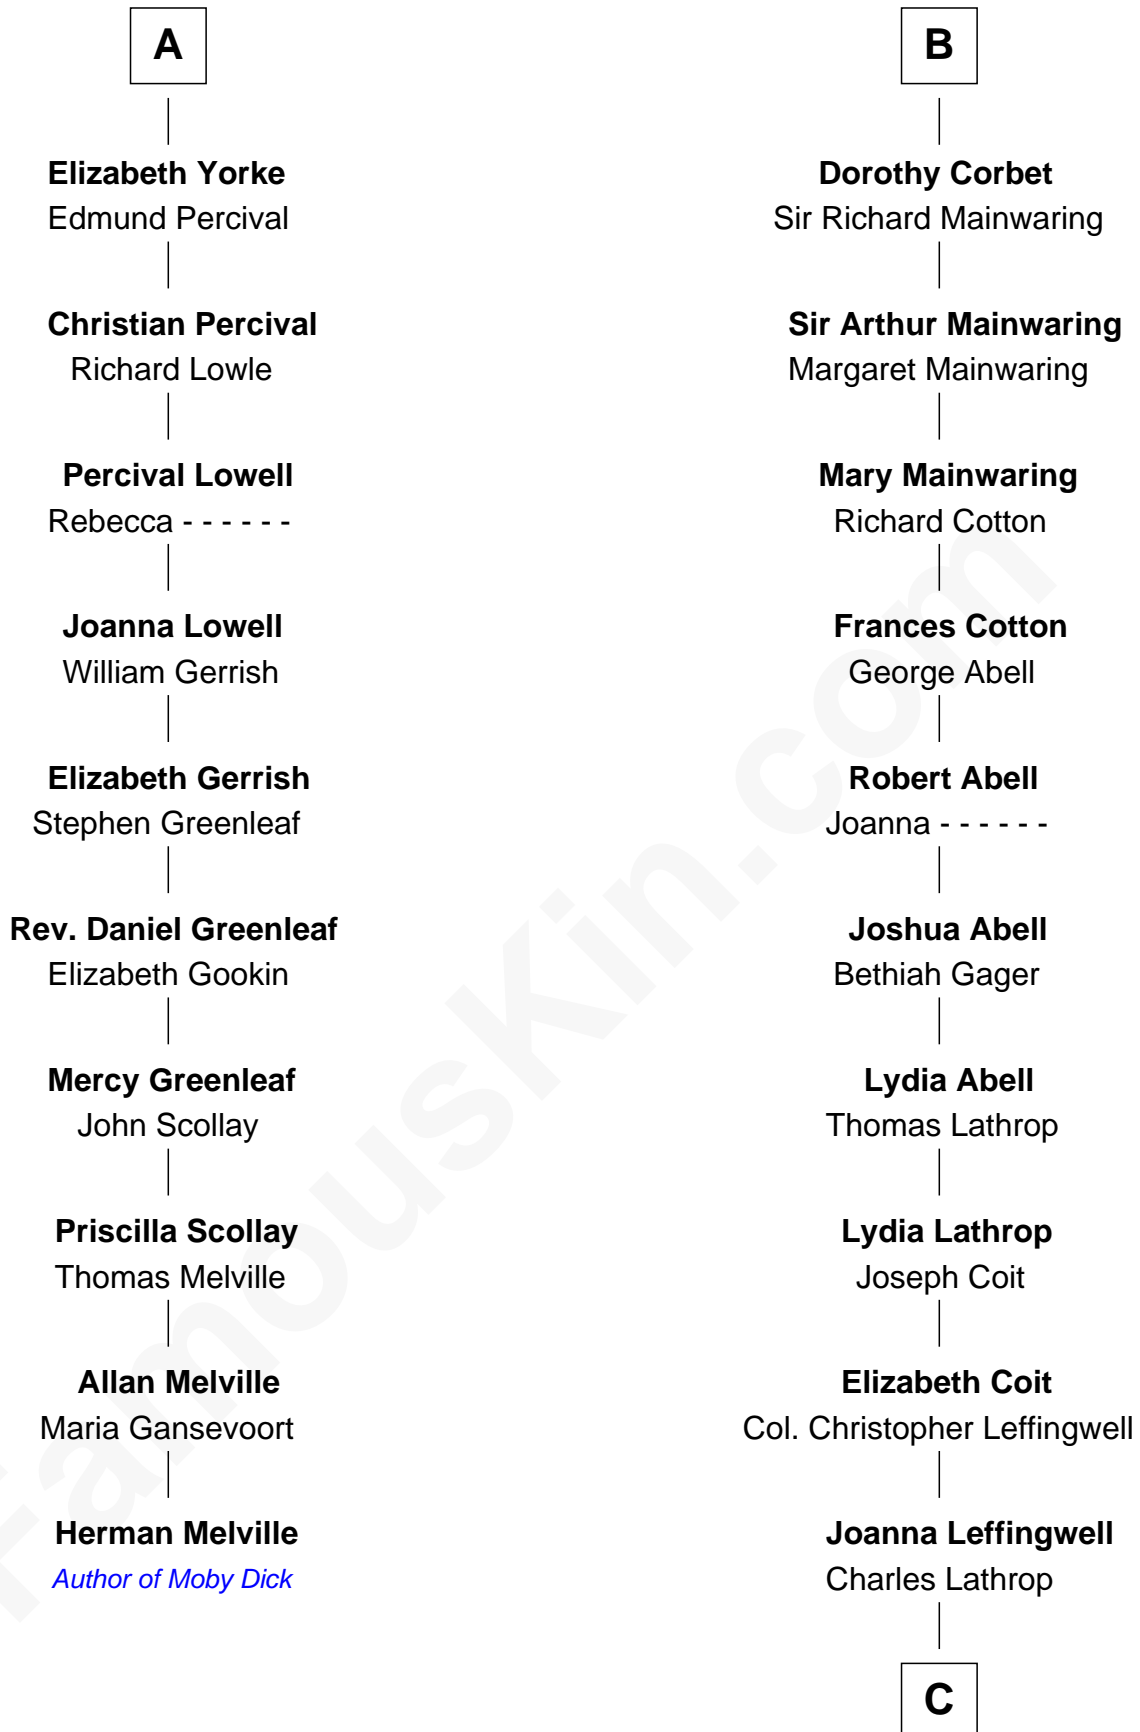 A
Elizabeth Yorke
Edmund Percival
Christian Percival
Richard Lowle
Percival Lowell
Rebecca - - - - - -
Joanna Lowell
William Gerrish
Elizabeth Gerrish
Stephen Greenleaf
Rev. Daniel Greenleaf
Elizabeth Gookin
Mercy Greenleaf
John Scollay
Priscilla Scollay
Thomas Melville
Allan Melville
Maria Gansevoort
Herman Melville
Author of Moby Dick
B
Dorothy Corbet
Sir Richard Mainwaring
Sir Arthur Mainwaring
Margaret Mainwaring
Mary Mainwaring
Richard Cotton
Frances Cotton
George Abell
Robert Abell
Joanna - - - - - -
Joshua Abell
Bethiah Gager
Lydia Abell
Thomas Lathrop
Lydia Lathrop
Joseph Coit
Elizabeth Coit
Col. Christopher Leffingwell
Joanna Leffingwell
Charles Lathrop
C
FamousKin.com